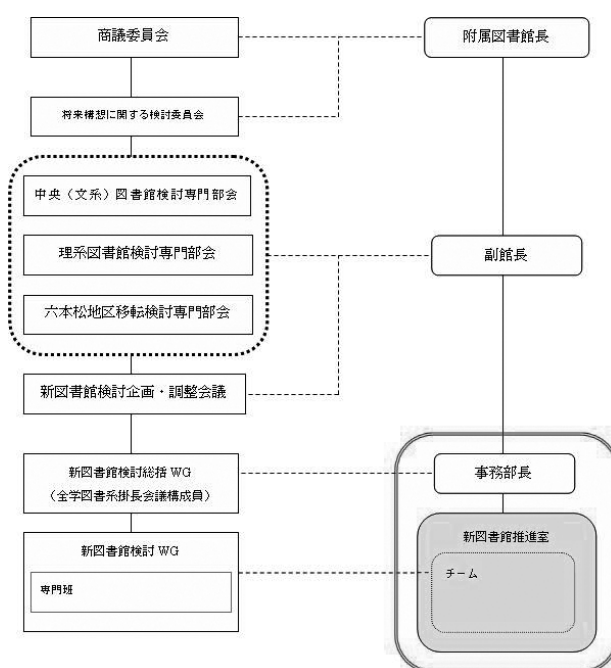 商議委員会
附属図書館長
将来構想に関する検討委員会
中央（文系）図書館検討専門部会
理系図書館検討専門部会
副館長
六本松地区移転検討専門部会
新図書館検討企画・調整会議
新図書館検討総括WG
（全学図書系掛長会議構成員）
事務部長
新図書館検討WG
専門班
新図書館推進室
チーム